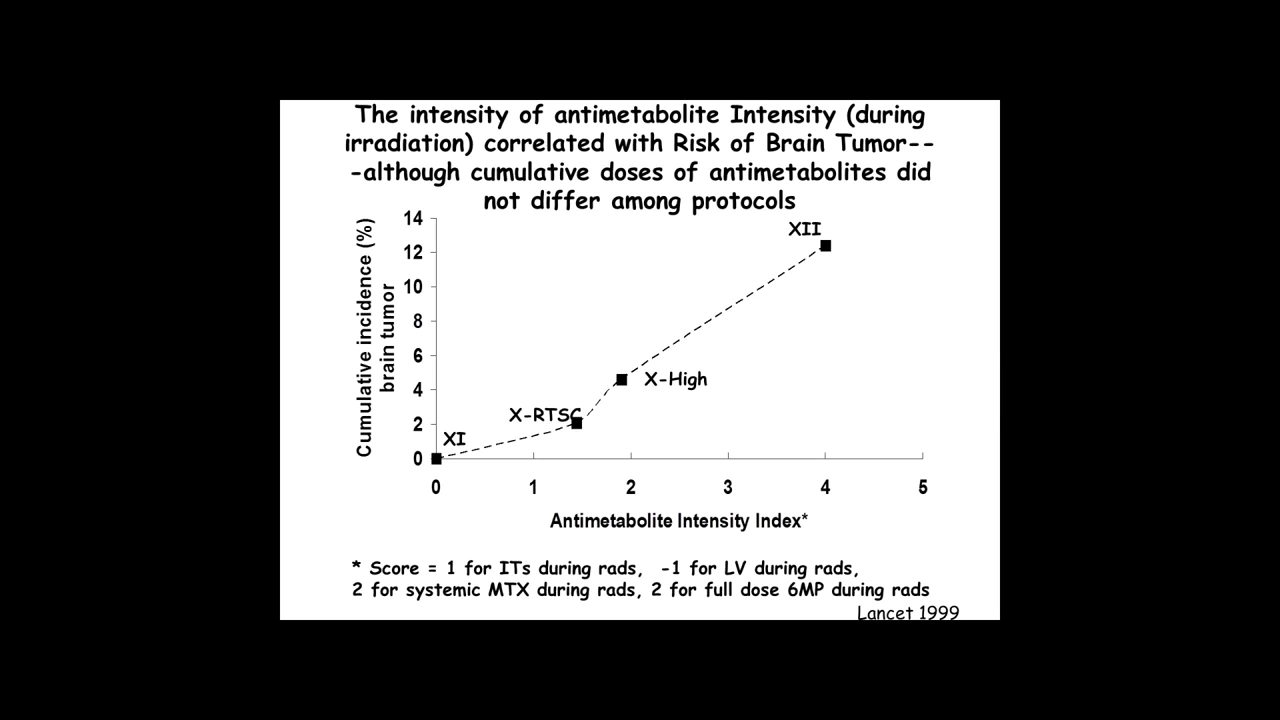 The intensity of antimetabolite Intensity (during
irradiation) correlated with Risk of Brain Tumor--
-although cumulative doses of antimetabolites did
not differ among protocols
Cumulative incidence (%)
brain tumor
14
12
10
8
6
4
2
0
XII
X-High
X-RTSC
XI
0 1 2 3 4 5
Antimetabolite Intensity Index*
* Score = 1 for ITs during rads, -1 for LV during rads,
2 for systemic MTX during rads, 2 for full dose 6MP during rads
Lancet 1999